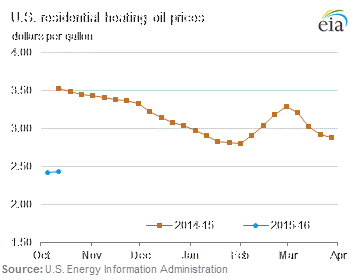 U.S. residential heating oil prices
dollars per gallon
eia
4.00
3.50
3.00
2.50
2.00
1.50
Oct Nov Dec Jan Feb Mar Apr
2014-15 2015-16
Source: U.S. Energy Information Administration